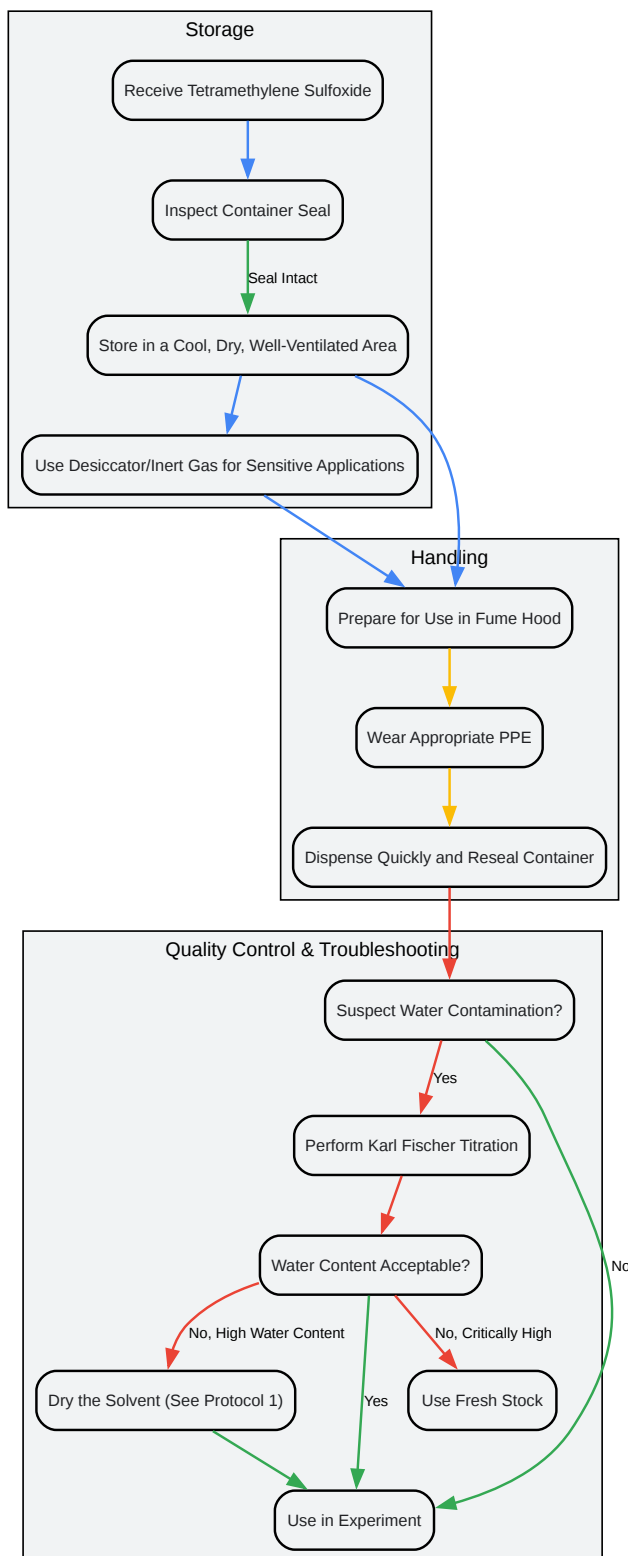 Storage
Receive Tetramethylene Sulfoxide
Inspect Container Seal
Seal Intact
Store in a Cool, Dry, Well-Ventilated Area
Use Desiccator/Inert Gas for Sensitive Applications
Handling
Prepare for Use in Fume Hood
Wear Appropriate PPE
Dispense Quickly and Reseal Container
Quality Control & Troubleshooting
Suspect Water Contamination?
Yes
Perform Karl Fischer Titration
Water Content Acceptable?
No
No, High Water Content
No, Critically High
Dry the Solvent (See Protocol 1)
Yes
Use Fresh Stock
Use in Experiment